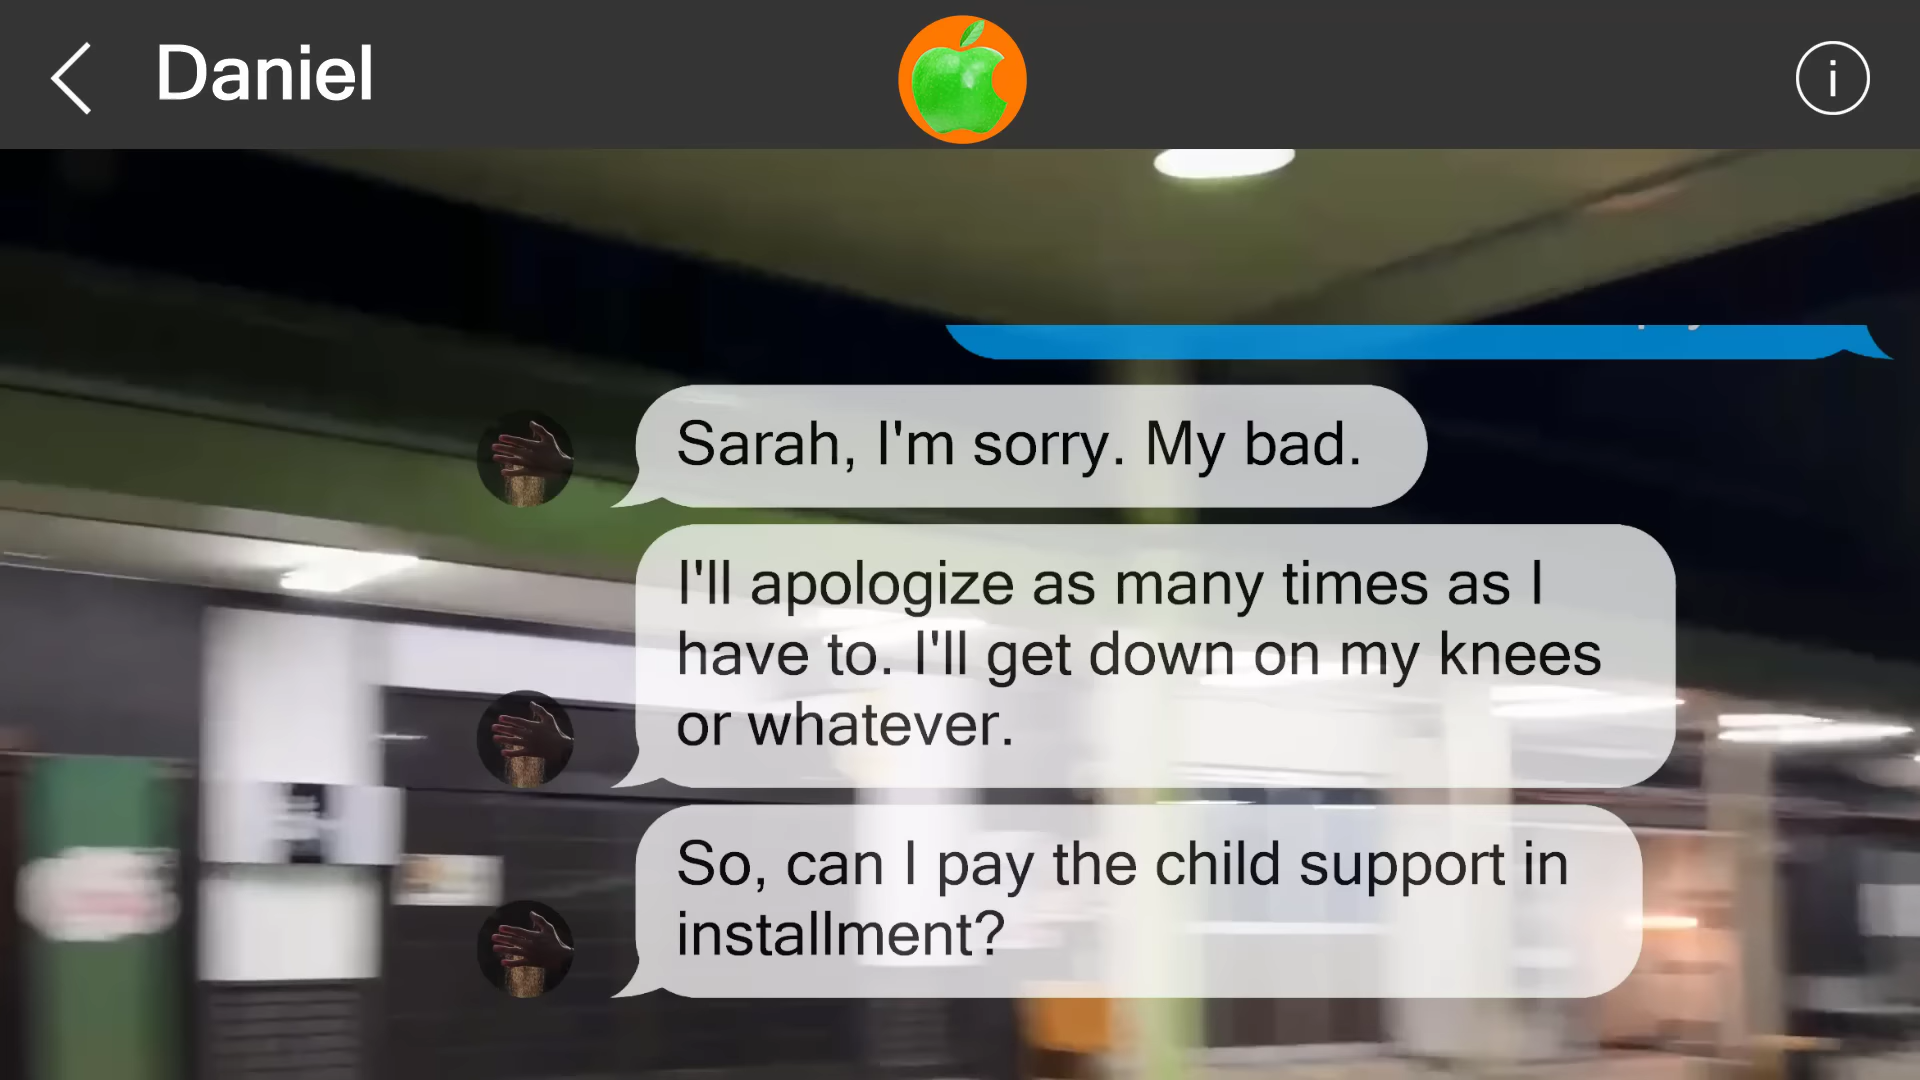 Daniel
i
Sarah, I'm sorry. My bad.
I'll apologize as many times as I
have to. I'll get down on my knees
or whatever.
So, can I pay the child support in
installment?